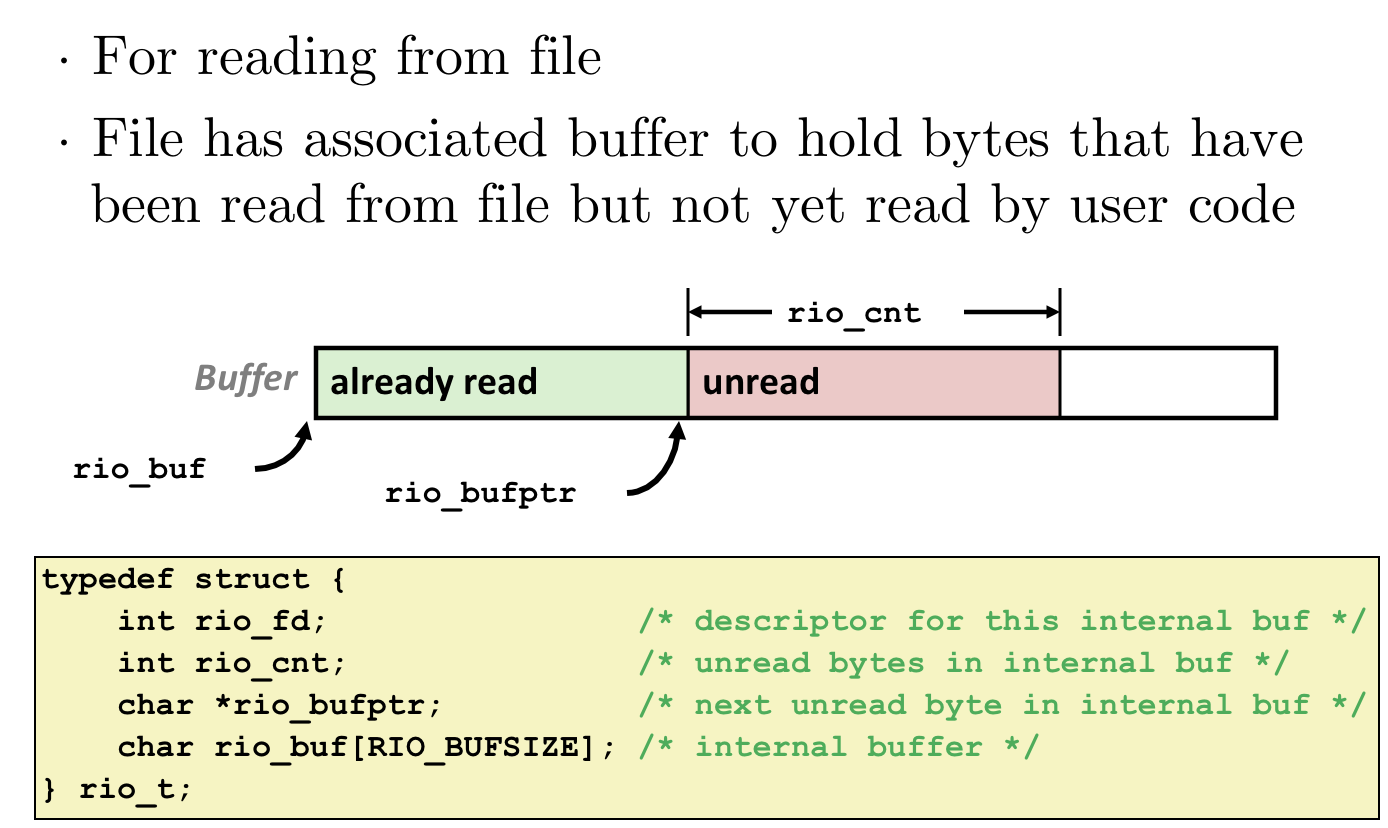 · For reading from file
· File has associated buffer to hold bytes that have
been read from file but not yet read by user code
rio_cnt
Buffer
already read
unread
rio_buf
rio_bufptr
typedef struct {
    int rio_fd;                /* descriptor for this internal buf */
    int rio_cnt;               /* unread bytes in internal buf */
    char *rio_bufptr;          /* next unread byte in internal buf */
    char rio_buf[RIO_BUFSIZE]; /* internal buffer */
} rio_t;